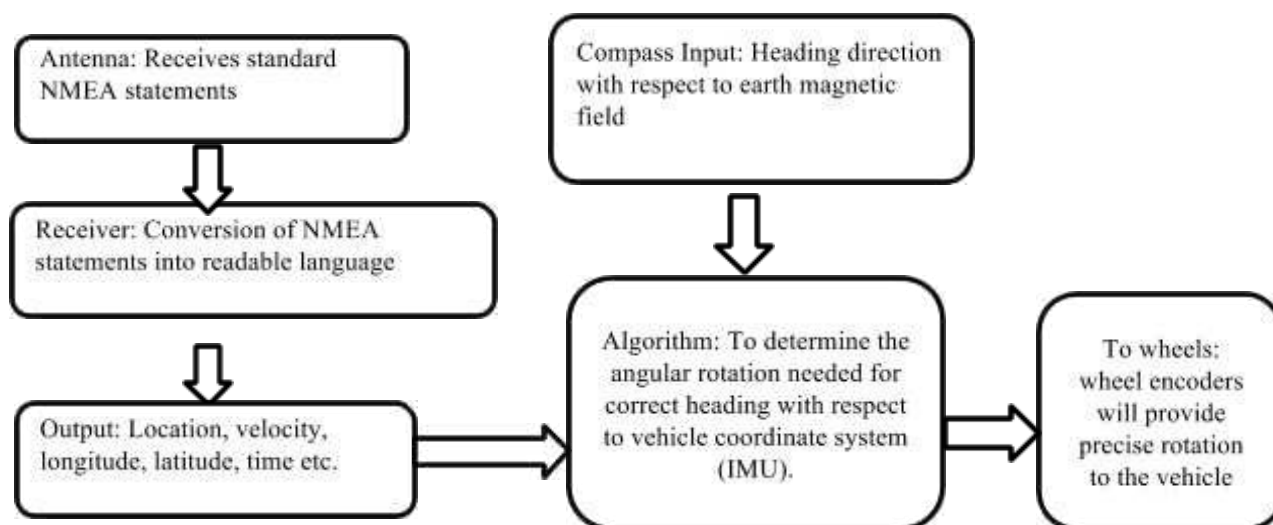 Antenna: Receives standard
NMEA statements
Compass Input: Heading direction
with respect to earth magnetic
field
Receiver: Conversion of NMEA
statements into readable language
Output: Location, velocity,
longitude, latitude, time etc.
Algorithm: To determine the
angular rotation needed for
correct heading with respect
to vehicle coordinate system
(IMU).
To wheels:
wheel encoders
will provide
precise rotation
to the vehicle